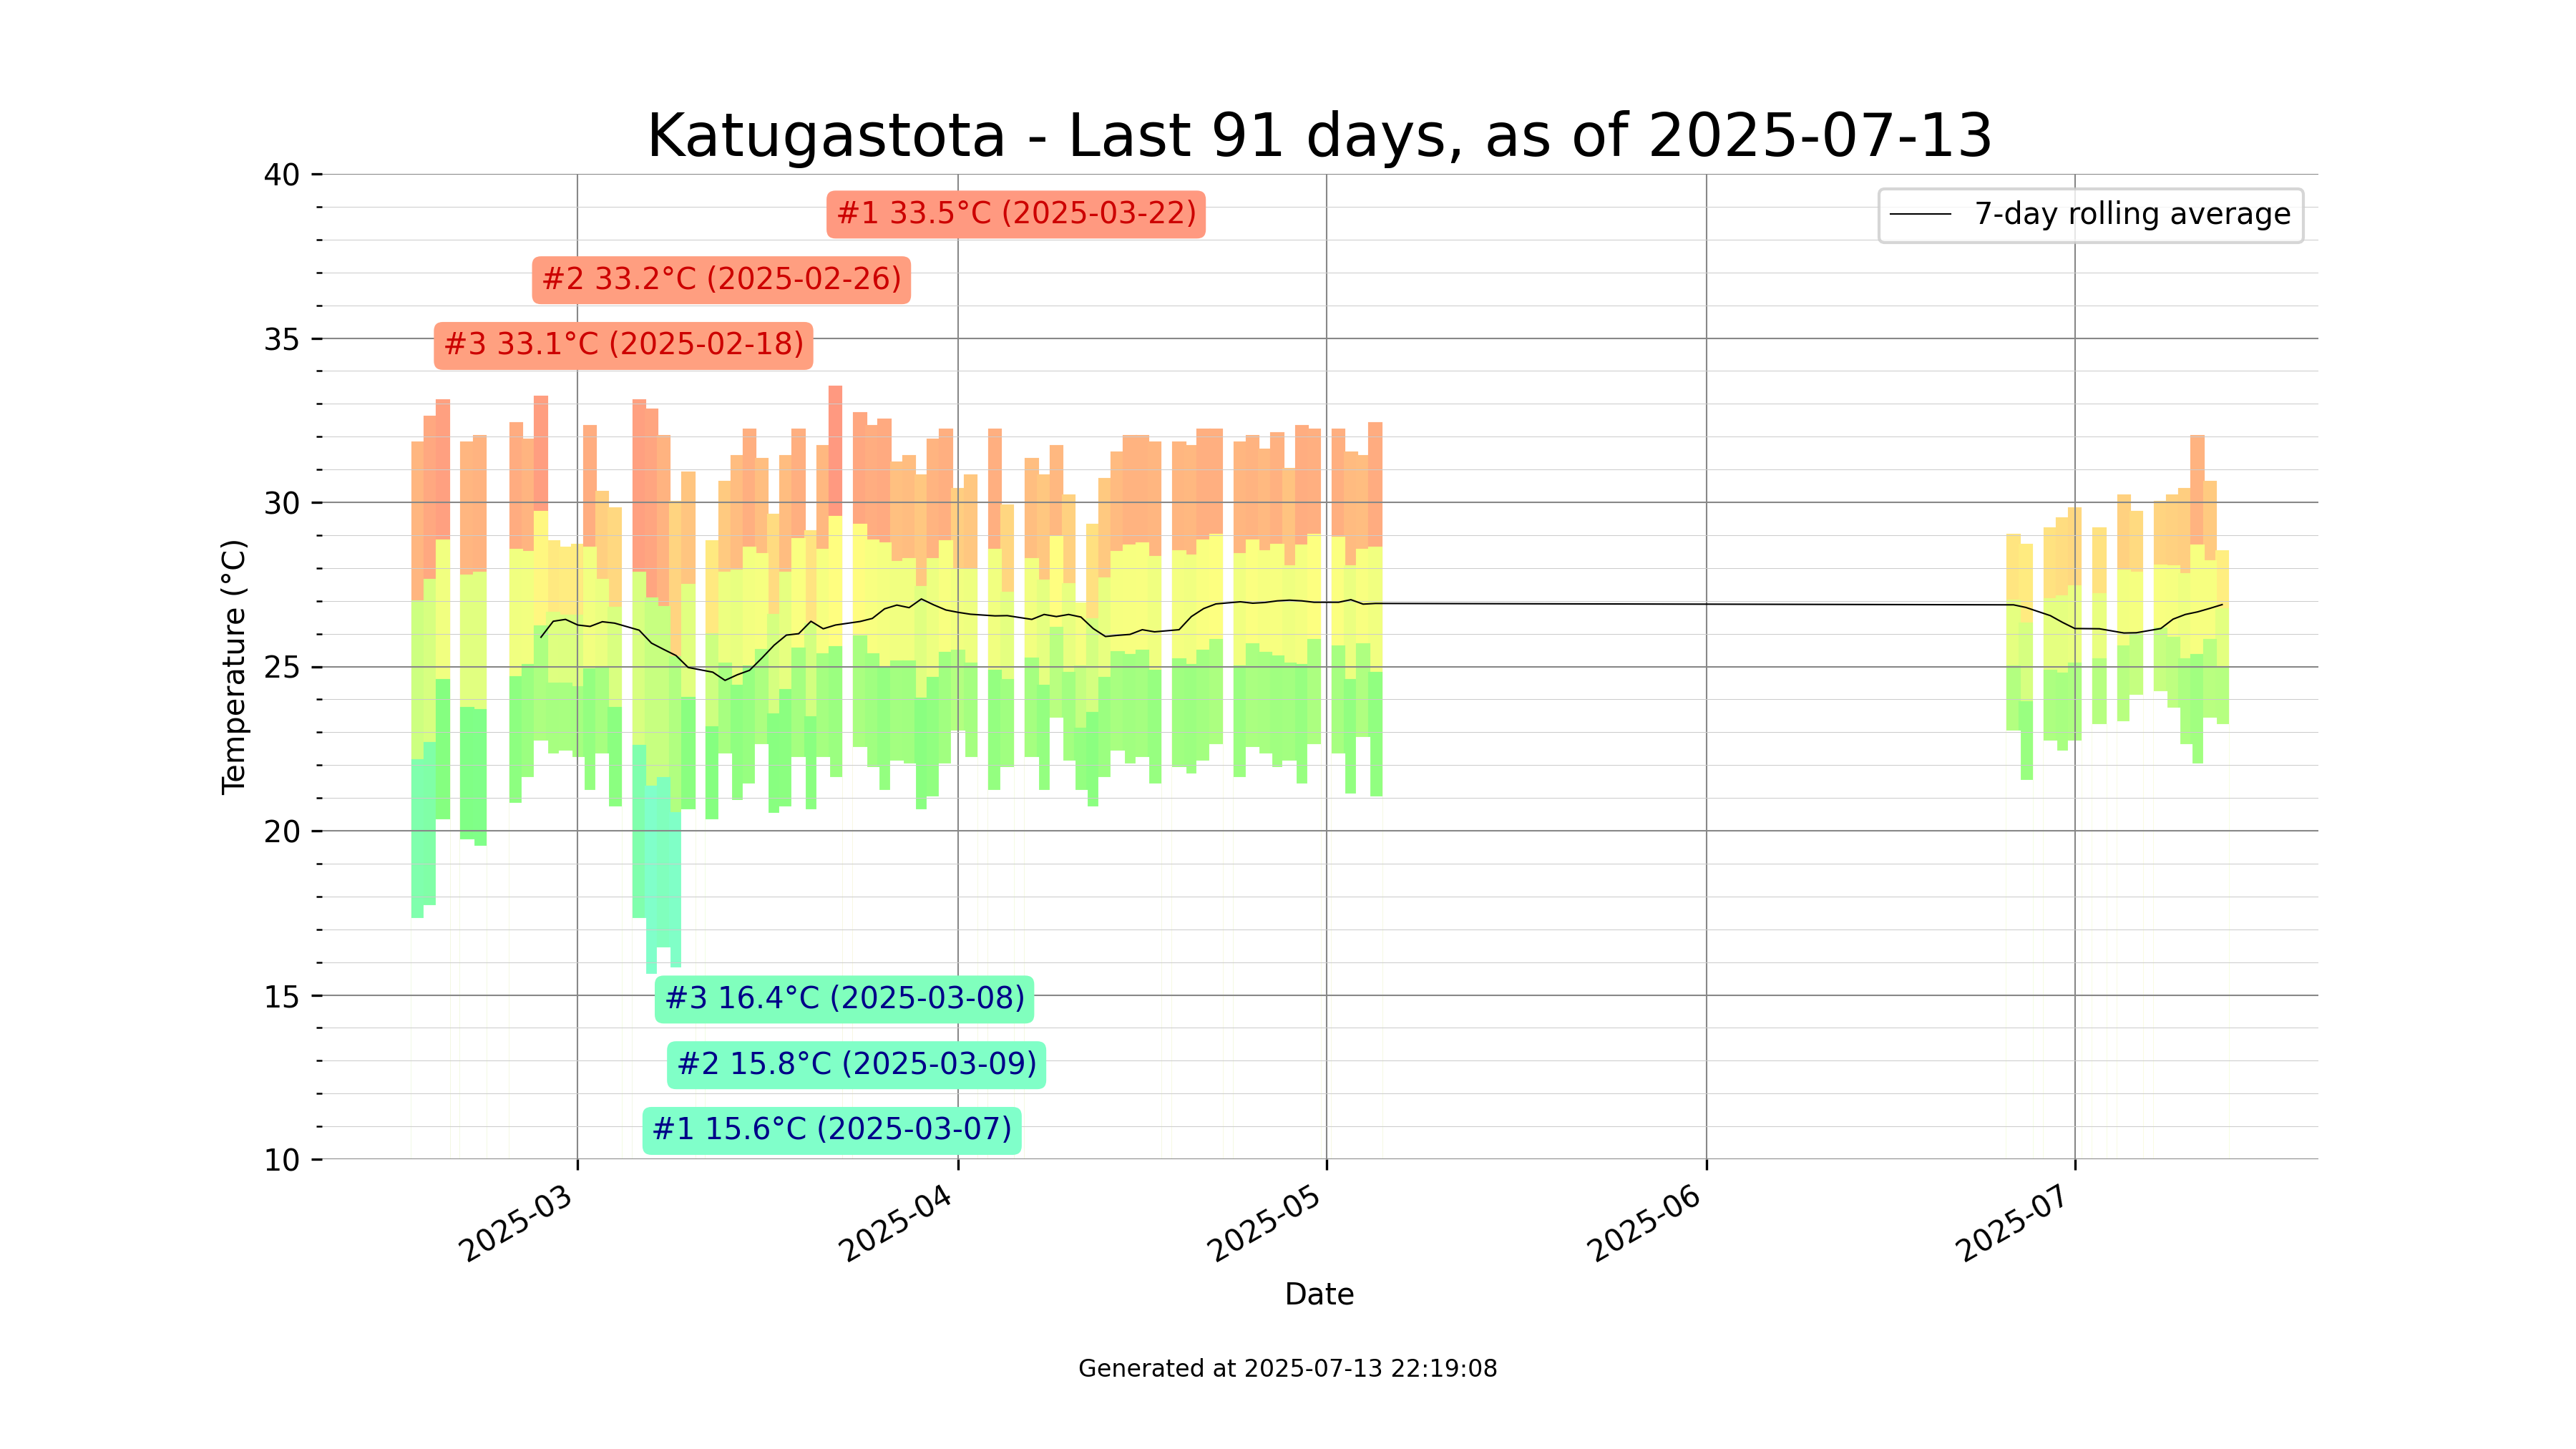 Katugastota - Last 91 days, as of 2025-07-13
40
35
30
25
20
15
10
Temperature (°C)
#1 33.5°C (2025-03-22)
#2 33.2°C (2025-02-26)
#3 33.1°C (2025-02-18)
7-day rolling average
#3 16.4°C (2025-03-08)
#2 15.8°C (2025-03-09)
#1 15.6°C (2025-03-07)
2025-03
2025-04
2025-05
2025-06
2025-07
Date
Generated at 2025-07-13 22:19:08